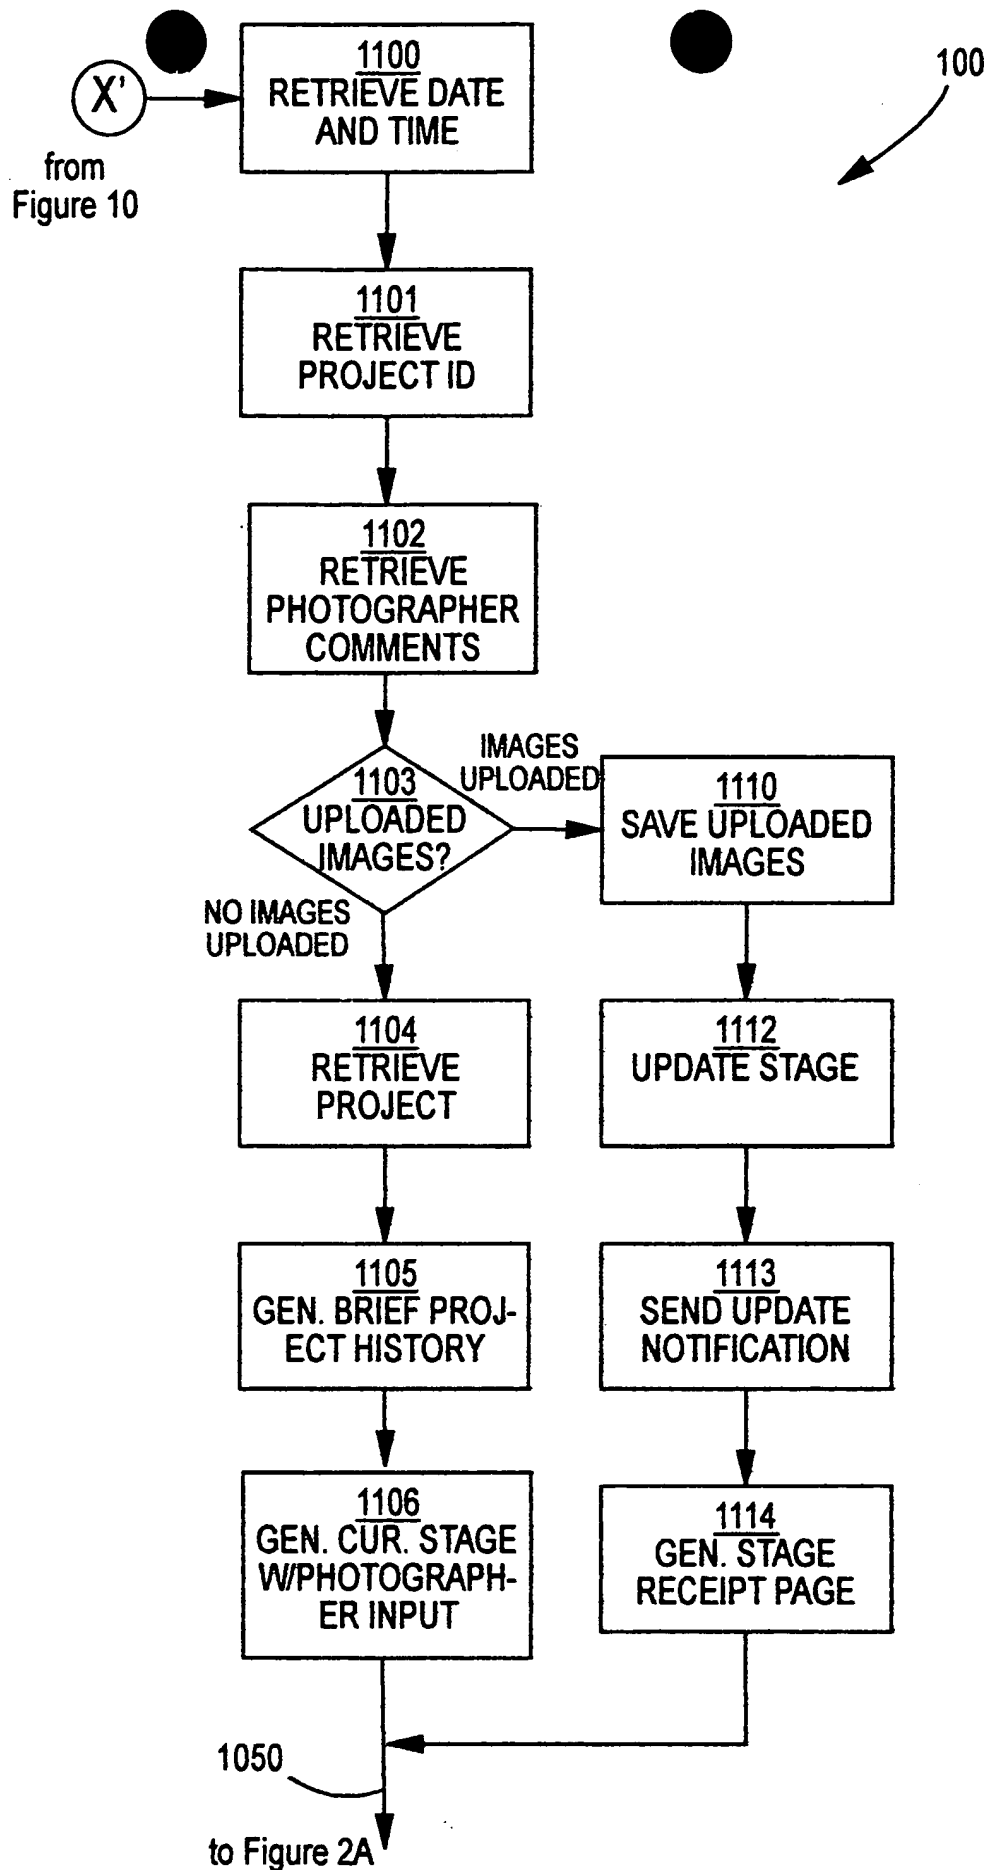 1100
RETRIEVE DATE
AND TIME
100
X'
from
Figure 10
1101
RETRIEVE
PROJECT ID
1102
RETRIEVE
PHOTOGRAPHER
COMMENTS
1103
UPLOADED
IMAGES?
IMAGES
UPLOADED
1110
SAVE UPLOADED
IMAGES
NO IMAGES
UPLOADED
1104
RETRIEVE
PROJECT
1112
UPDATE STAGE
1105
GEN. BRIEF PROJ-
ECT HISTORY
1113
SEND UPDATE
NOTIFICATION
1106
GEN. CUR. STAGE
W/PHOTOGRAPH-
ER INPUT
1114
GEN. STAGE
RECEIPT PAGE
1050
to Figure 2A